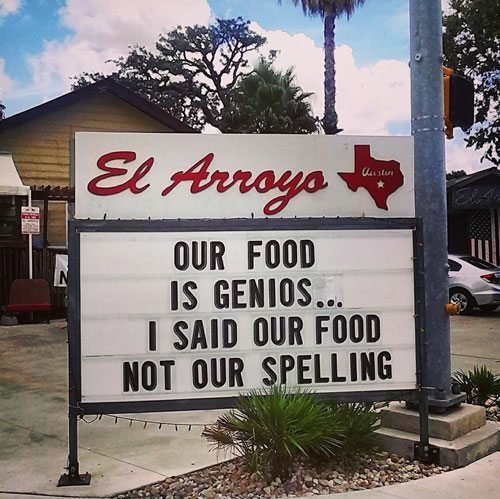 El Arroyo
Austin
OUR FOOD
IS GENIOS...
I SAID OUR FOOD
NOT OUR SPELLING